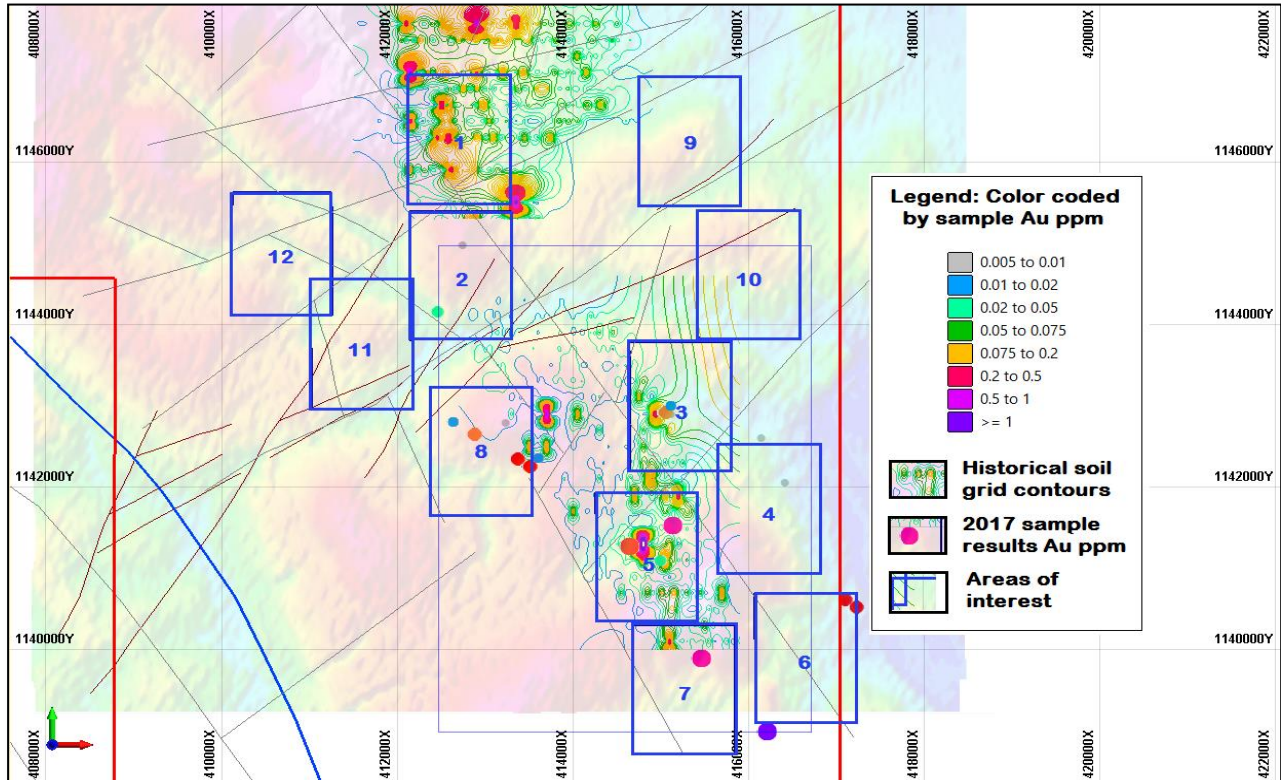 408000X
410000X
412000X
414000X
416000X
418000X
420000X
422000X
1146000Y
1146000Y
1
9
Legend: Color coded
by sample Au ppm
0.005 to 0.01
0.01 to 0.02
0.02 to 0.05
0.05 to 0.075
0.075 to 0.2
0.2 to 0.5
0.5 to 1
>= 1
Historical soil
grid contours
2017 sample
results Au ppm
Areas of
interest
12
2
10
1144000Y
1144000Y
11
3
8
1142000Y
1142000Y
4
5
1140000Y
1140000Y
6
7
408000X
410000X
412000X
414000X
416000X
418000X
420000X
422000X